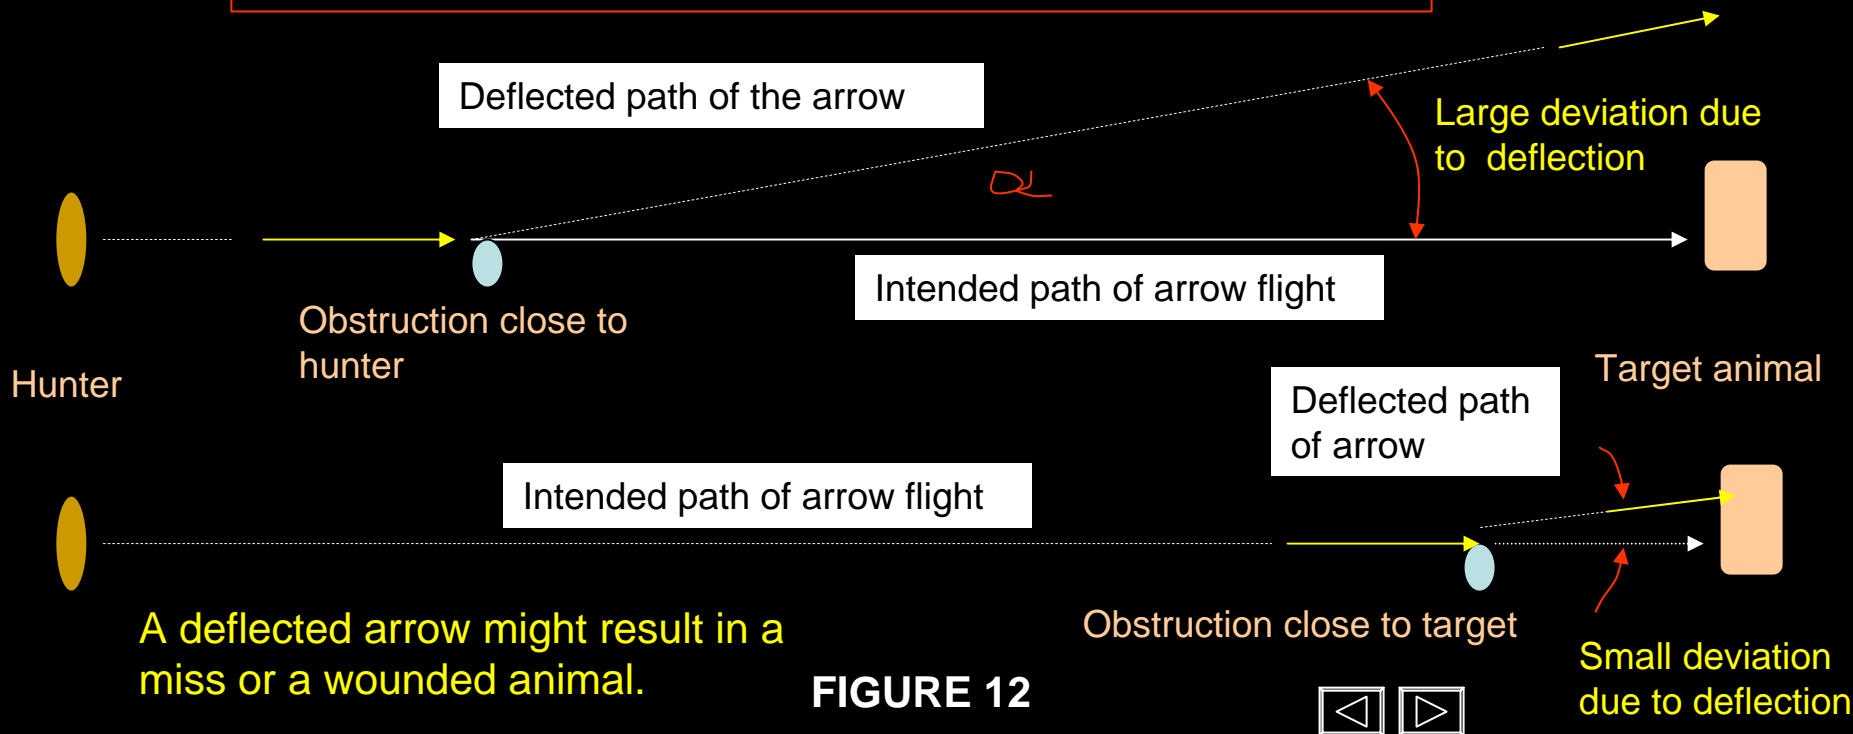 Deflected path of the arrow
Large deviation due
to deflection
Intended path of arrow flight
Obstruction close to
hunter
Hunter
Target animal
Deflected path
of arrow
Intended path of arrow flight
Obstruction close to target
A deflected arrow might result in a
miss or a wounded animal.
FIGURE 12
Small deviation
due to deflection